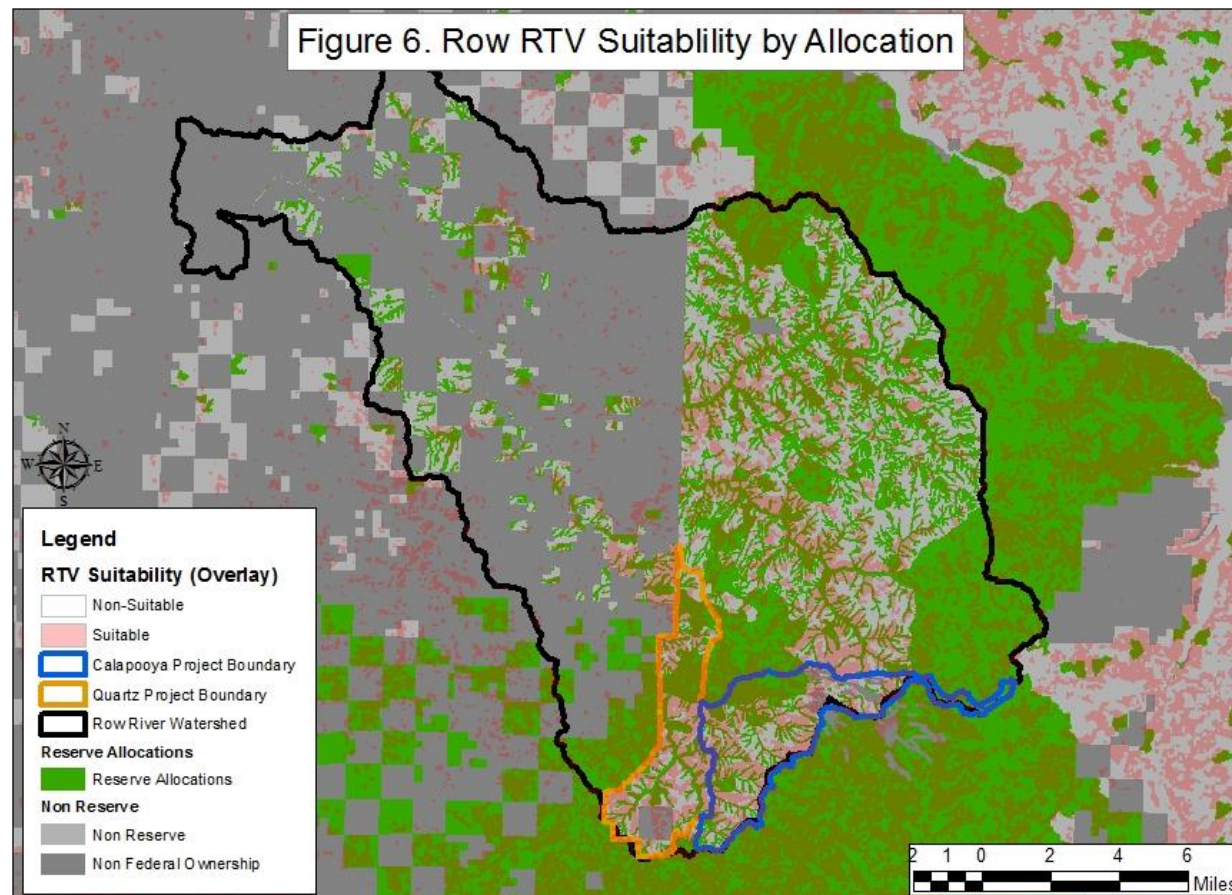 Figure 6. Row RTV Suitablility by Allocation
N
W E
S
Legend
RTV Suitability (Overlay)
Non-Suitable
Suitable
Calapooya Project Boundary
Quartz Project Boundary
Row River Watershed
Reserve Allocations
Reserve Allocations
Non Reserve
Non Reserve
Non Federal Ownership
2 1 0 2 4 6
Miles